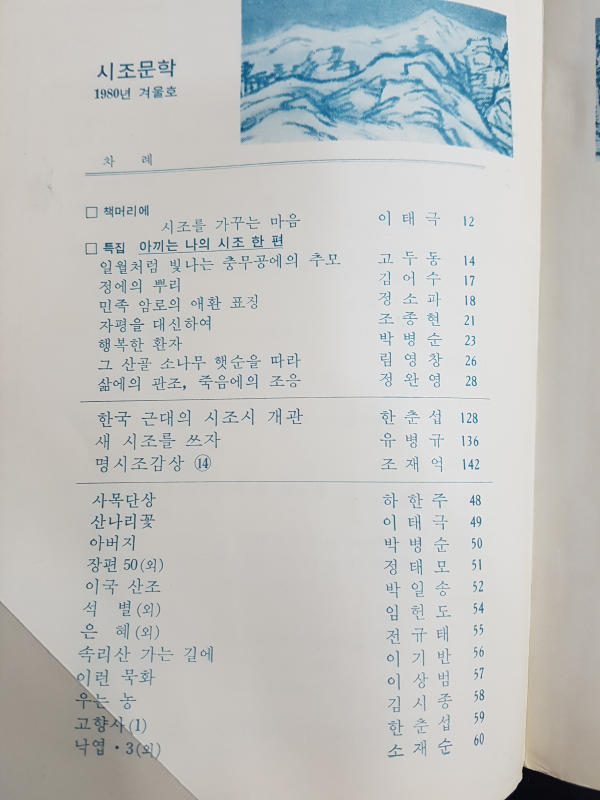 시조문학
1980년 겨울호
차 례
□ 책머리에
시조를 가꾸는 마음 이태극 12
□ 특집 아끼는 나의 시조 한 편
일월처럼 빛나는 충무공에의 추모 고두동 14
정에의 뿌리 김어수 17
민족 암로의 애환 표징 정소파 18
자평을 대신하여 조종현 21
행복한 환자 박병순 23
그 산골 소나무 햇순을 따라 림영창 26
삶에의 관조, 죽음에의 조응 정완영 28
한국 근대의 시조시 개관 한춘섭 128
새 시조를 쓰자 유병규 136
명시조감상 ⑭ 조재억 142
사목단상 하한주 48
산나리꽃 이태극 49
아버지 박병순 50
장편 50(외) 정태모 51
이국 산조 박일송 52
석 별(외) 임헌도 54
은 혜(외) 전규태 55
속리산 가는 길에 이기반 56
이런 묵화 이상범 57
우는 농 김시종 58
고향사(1) 한춘섭 59
낙엽·3(외) 소재순 60